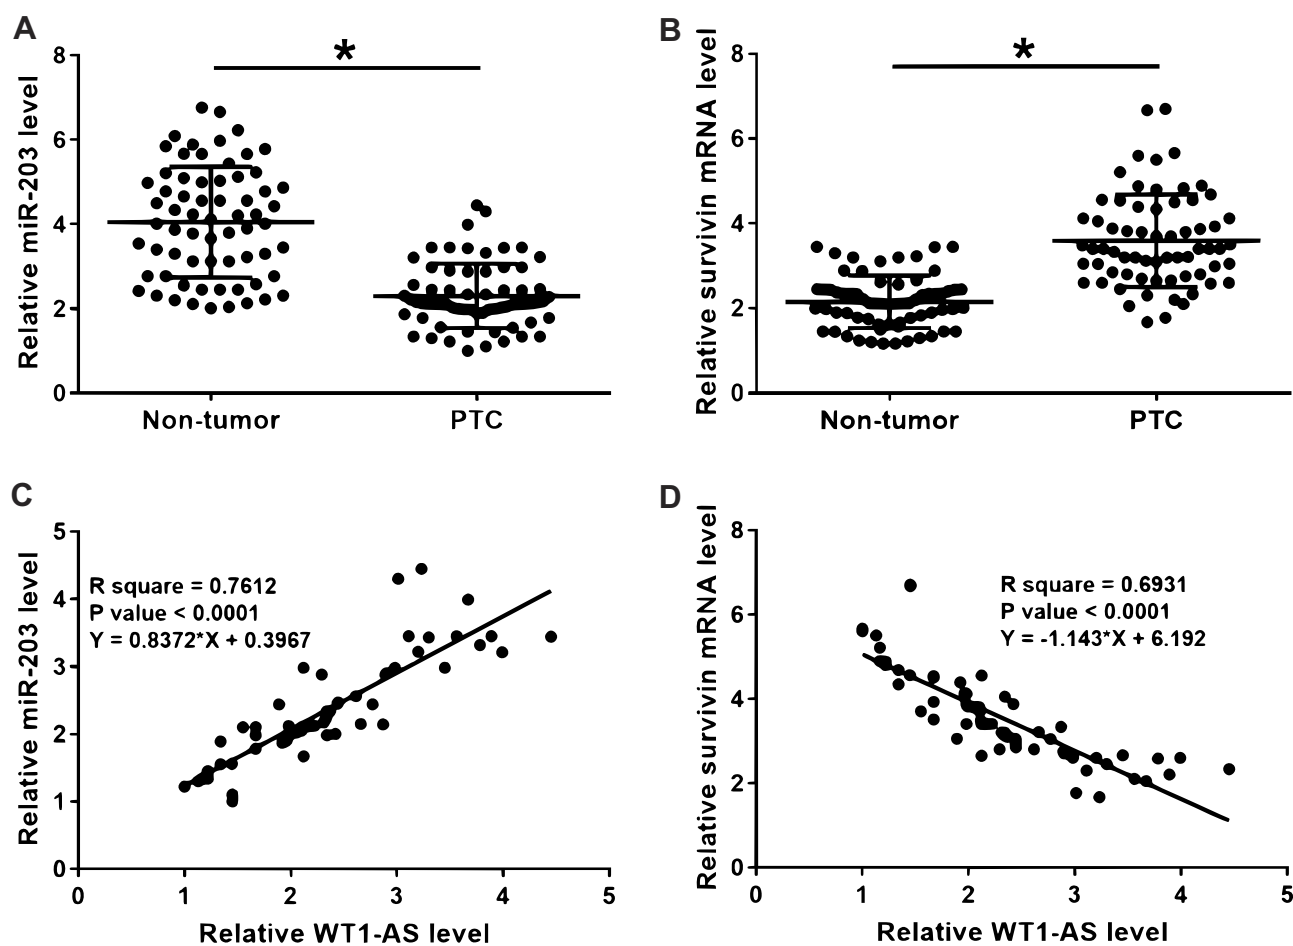 A
Relative miR-203 level
8
6
4
2
0
*
Non-tumor
PTC
B
Relative survivin mRNA level
8
6
4
2
0
*
Non-tumor
PTC
C
Relative miR-203 level
5
4
3
2
1
0
R square = 0.7612
P value < 0.0001
Y = 0.8372*X + 0.3967
0 1 2 3 4 5
Relative WT1-AS level
D
Relative survivin mRNA level
8
6
4
2
0
R square = 0.6931
P value < 0.0001
Y = -1.143*X + 6.192
0 1 2 3 4 5
Relative WT1-AS level